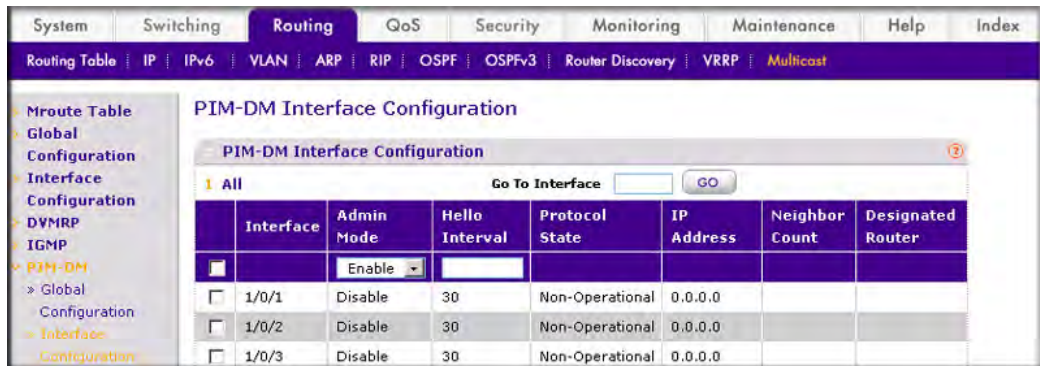 System Switching Routing QoS Security Monitoring Maintenance Help Index
Routing Table IP IPv6 VLAN ARP RIP OSPF OSPFv3 Router Discovery VRRP Multicast
Mroute Table
Global
Configuration
Interface
Configuration
DVMRP
IGMP
PIM-DM
» Global
Configuration
» Interface
Configuration
PIM-DM Interface Configuration
PIM-DM Interface Configuration ?
1 All Go To Interface GO
Interface Admin Mode Hello Interval Protocol State IP Address Neighbor Count Designated Router
Enable
1/0/1 Disable 30 Non-Operational 0.0.0.0
1/0/2 Disable 30 Non-Operational 0.0.0.0
1/0/3 Disable 30 Non-Operational 0.0.0.0